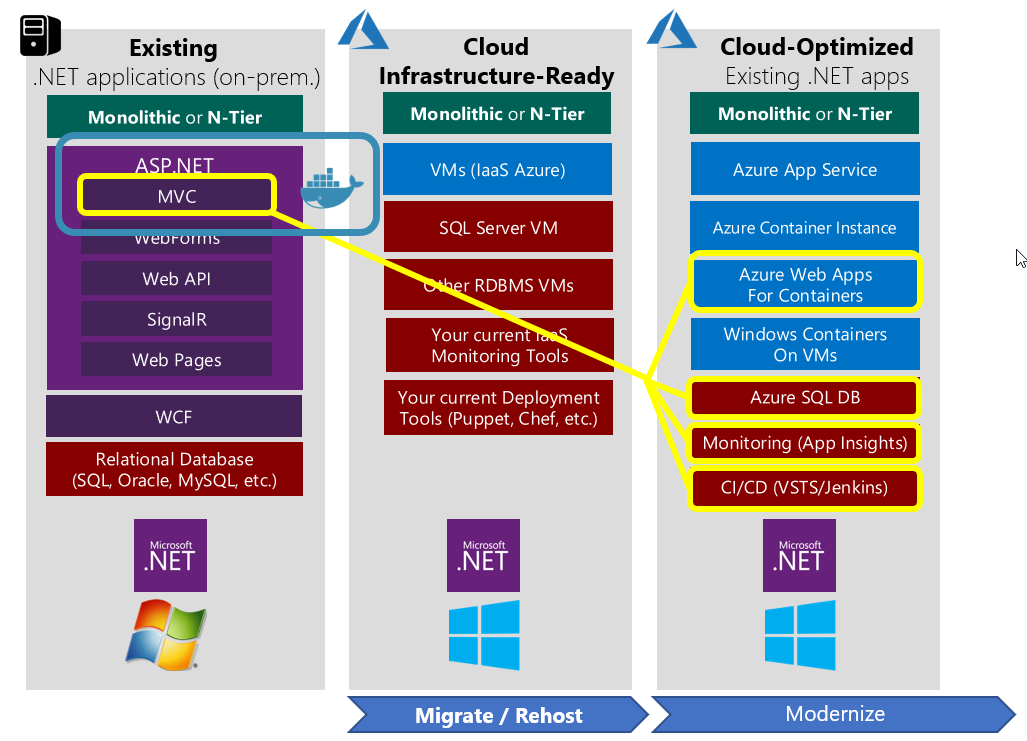 Existing
.NET applications (on-prem.)
Monolithic or N-Tier
ASP.NET
MVC
WebForms
Web API
SignalR
Web Pages
WCF
Relational Database
(SQL, Oracle, MySQL, etc.)
Microsoft
.NET
Cloud
Infrastructure-Ready
Monolithic or N-Tier
VMs (IaaS Azure)
SQL Server VM
Other RDBMS VMs
Your current IaaS
Monitoring Tools
Your current Deployment
Tools (Puppet, Chef, etc.)
Microsoft
.NET
Cloud-Optimized
Existing .NET apps
Monolithic or N-Tier
Azure App Service
Azure Container Instance
Azure Web Apps
For Containers
Windows Containers
On VMs
Azure SQL DB
Monitoring (App Insights)
CI/CD (VSTS/Jenkins)
Microsoft
.NET
Migrate / Rehost
Modernize